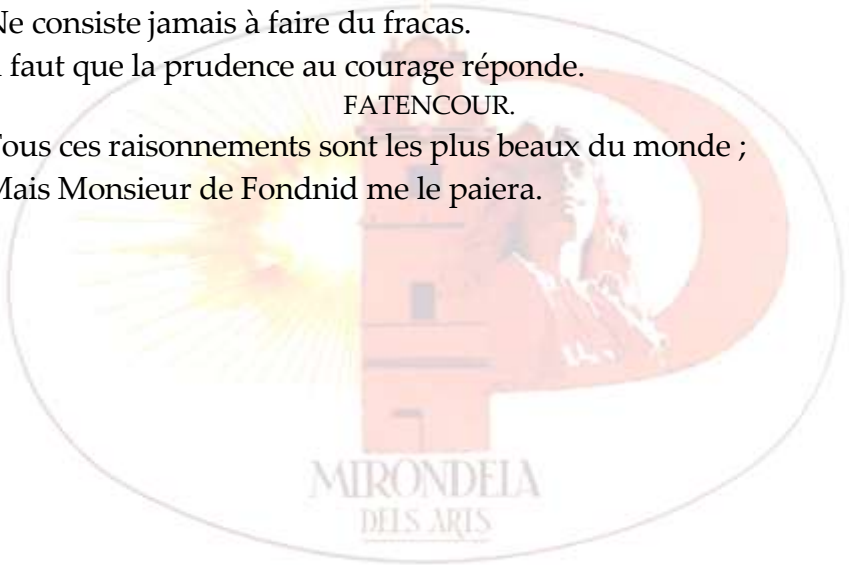 Ne consiste jamais à faire du fracas.
faut que la prudence au courage réponde.
FATENCOUR.
Tous ces raisonnements sont les plus beaux du monde ;
Mais Monsieur de Fondnid me le paiera.
MIRONDELA
DELS ARTS